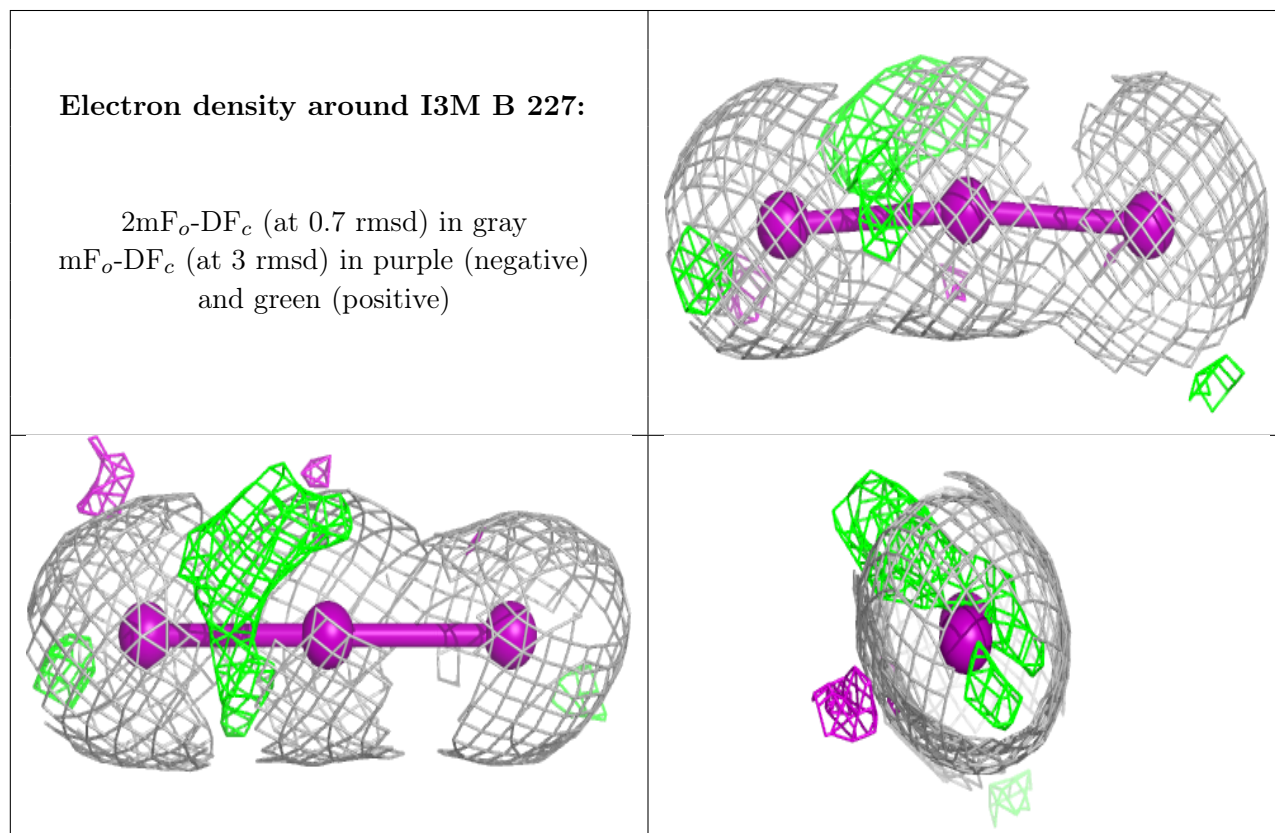 Electron density around I3M B 227:
2mFₒ-DF𝒸 (at 0.7 rmsd) in gray
mFₒ-DF𝒸 (at 3 rmsd) in purple (negative)
and green (positive)